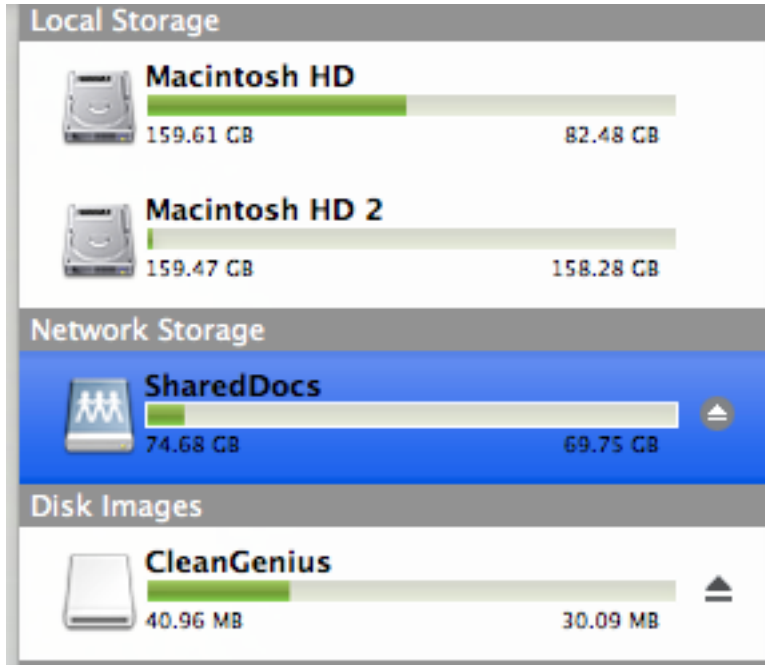 Local Storage
Macintosh HD
159.61 GB 82.48 GB
Macintosh HD 2
159.47 GB 158.28 GB
Network Storage
SharedDocs
74.68 GB 69.75 GB
Disk Images
CleanGenius
40.96 MB 30.09 MB